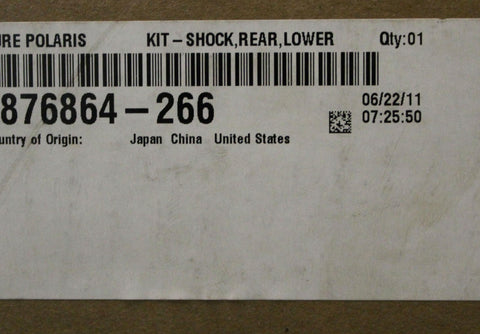 URE POLARIS KIT – SHOCK,REAR,LOWER Qty:01
876864 – 266 06/22/11
07:25:50
untry of Origin: Japan China United States